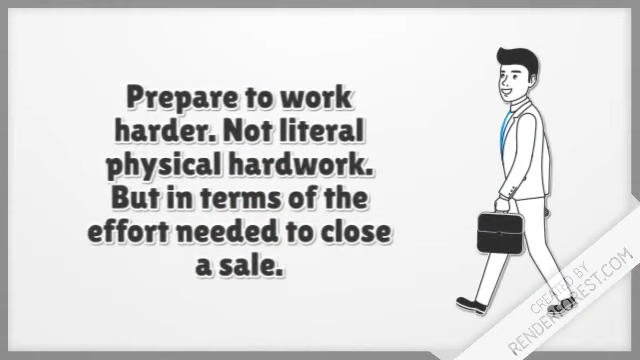 Prepare to work
harder. Not literal
physical hardwork.
But in terms of the
effort needed to close
a sale.
CREATED BY
RENDERFOREST.COM